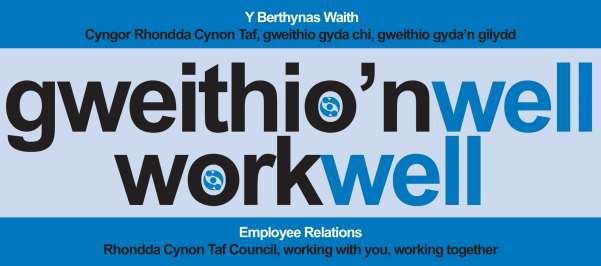 Y Berthynas Waith
Cyngor Rhondda Cynon Taf, gweithio gyda chi, gweithio gyda'n gilydd
gweithio'nwell
workwell
Employee Relations
Rhondda Cynon Taf Council, working with you, working together